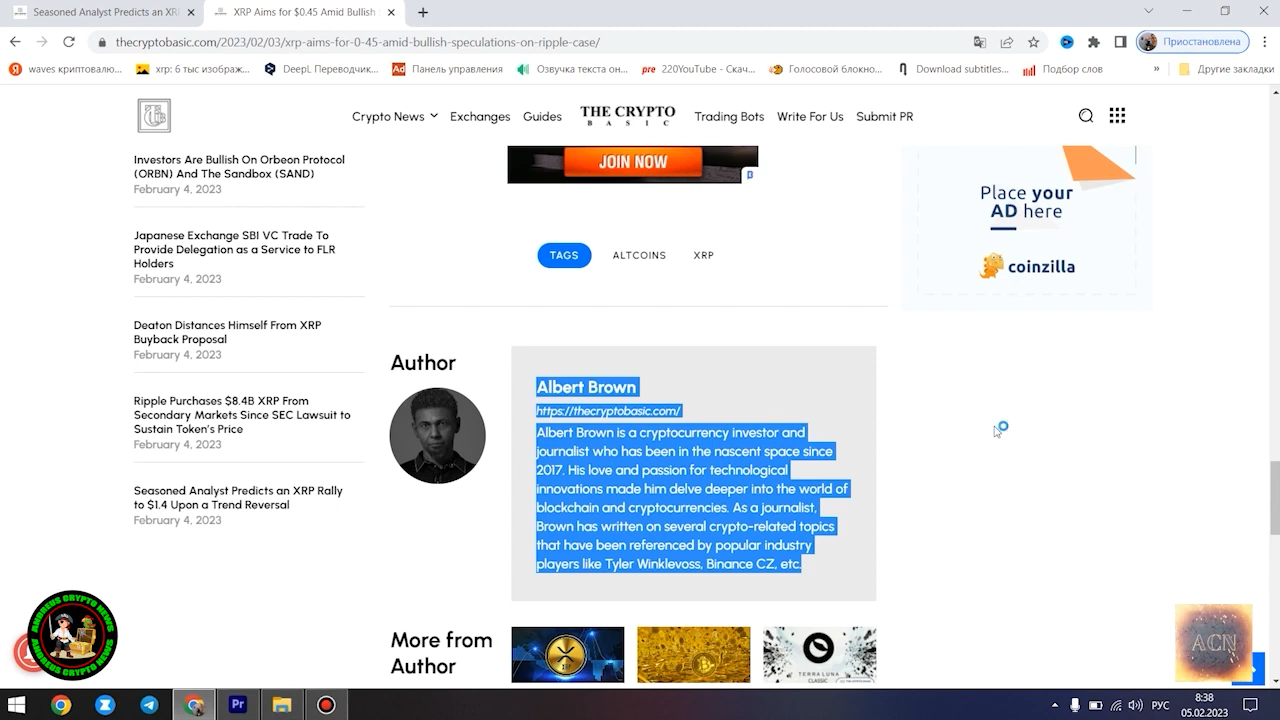 Seasoned Analyst Predicts an XR
XRP Aims for $0.45 Amid Bullish
thecryptobasic.com/2023/02/03/xrp-aims-for-0-45-amid-bullish-speculations-on-ripple-case/
Приостановлена
waves криптовалю...
xrp: 6 тыс изображ...
DeepL Переводчик...
Ad Панель управления
Озвучка текста он...
pre 220YouTube - Скач...
Голосовой блокно...
Download subtitles...
Подбор слов
»
Другие закладки
Crypto News
Exchanges
Guides
THE CRYPTO
BASIC
Trading Bots
Write For Us
Submit PR
Investors Are Bullish On Orbeon Protocol
(ORBN) And The Sandbox (SAND)
February 4, 2023
Japanese Exchange SBI VC Trade To
Provide Delegation as a Service to FLR
Holders
February 4, 2023
Deaton Distances Himself From XRP
Buyback Proposal
February 4, 2023
Ripple Purchases $8.4B XRP From
Secondary Markets Since SEC Lawsuit to
Sustain Token's Price
February 4, 2023
Seasoned Analyst Predicts an XRP Rally
to $1.4 Upon a Trend Reversal
February 4, 2023
JOIN NOW
TAGS
ALTCOINS
XRP
Author
Albert Brown
https://thecryptobasic.com/
Albert Brown is a cryptocurrency investor and
journalist who has been in the nascent space since
2017. His love and passion for technological
innovations made him delve deeper into the world of
blockchain and cryptocurrencies. As a journalist,
Brown has written on several crypto-related topics
that have been referenced by popular industry
players like Tyler Winklevoss, Binance CZ, etc.
More from
Author
TERRA LUNA
CLASSIC
Place your
AD here
coinzilla
ANDREUS CRYPTO NEWS
ANDREUS CRYPTO NEWS
ACN
Pr
РУС
8:38
05.02.2023